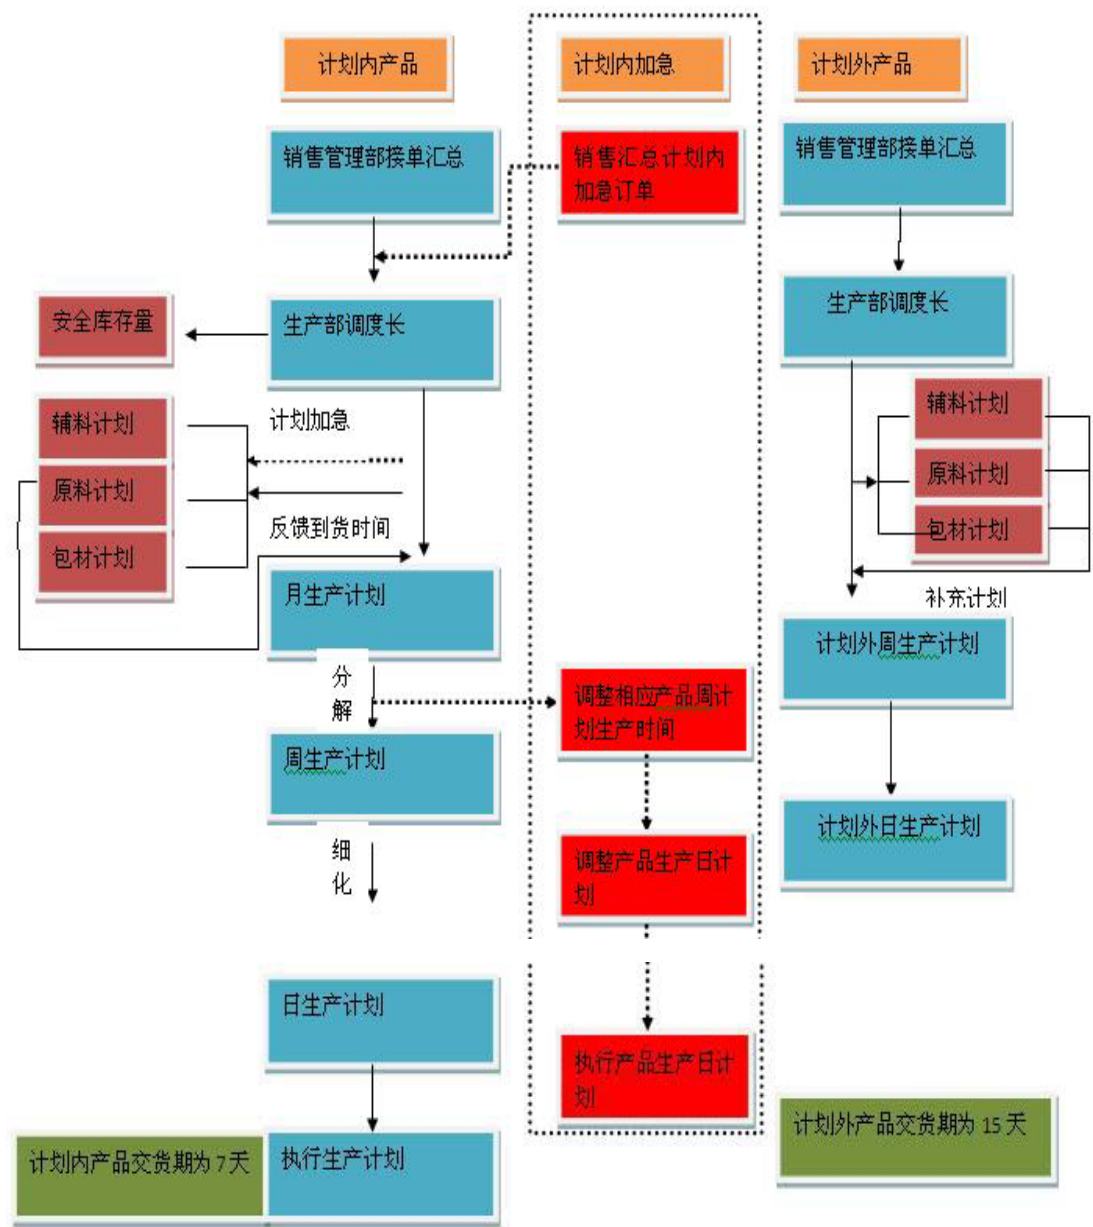 计划内产品
计划内加急
计划外产品
销售管理部接单汇总
销售汇总计划内
加急订单
销售管理部接单汇总
安全库存量
生产部调度长
生产部调度长
辅料计划
计划加急
辅料计划
原料计划
原料计划
反馈到货时间
包材计划
包材计划
月生产计划
补充计划
计划外周生产计划
分
解
调整相应产品周计
划生产时间
周生产计划
计划外日生产计划
细
化
调整产品生产日计
划
日生产计划
执行产品生产日计
划
计划外产品交货期为 15 天
计划内产品交货期为 7 天
执行生产计划